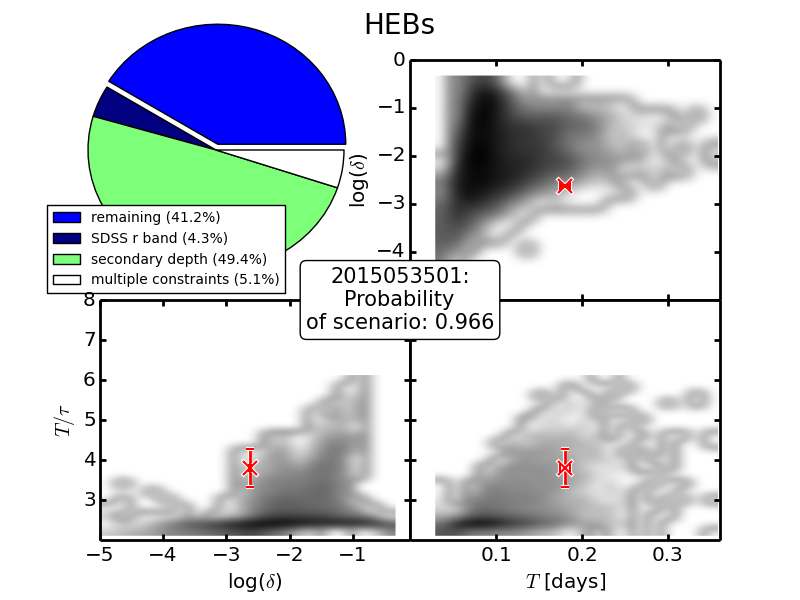 HEBs
remaining (41.2%)
SDSS r band (4.3%)
secondary depth (49.4%)
multiple constraints (5.1%)
log(δ)
0
−1
−2
−3
−4
2015053501:
Probability
of scenario: 0.966
T/τ
8
7
6
5
4
3
−5 −4 −3 −2 −1
log(δ)
0.1 0.2 0.3
T [days]